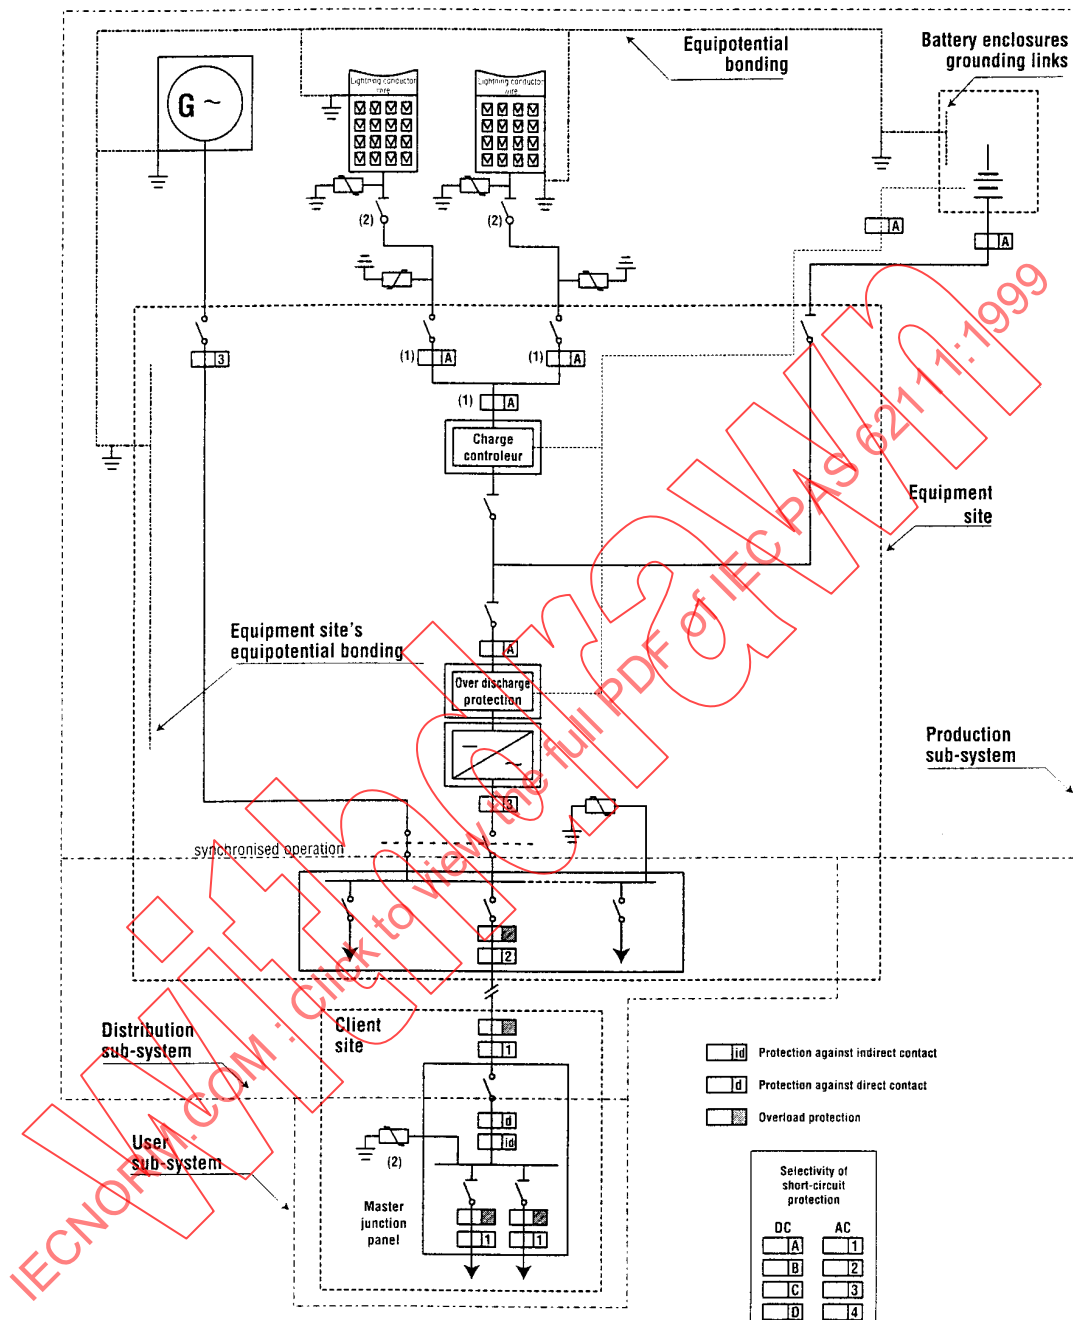 Equipotential
bonding
Battery enclosures
grounding links
G ~
Lightning conductor
wire
Lightning conductor
wire
(2)
(2)
A
A
3
(1)
A
(1)
A
(1)
A
Charge
controleur
Equipment
site
A
Equipment site's
equipotential bonding
Over discharge
protection
~
Production
sub-system
3
synchronised operation
2
Client
site
1
Distribution
sub-system
id Protection against indirect contact
d Protection against direct contact
Overload protection
d
id
(2)
User
sub-system
Master
junction
panel
1
1
Selectivity of
short-circuit
protection
DC AC
A 1
B 2
C 3
D 4
Withdrawn
IECNORM.COM : Click to view the full PDF of IEC PAS 62111:1999